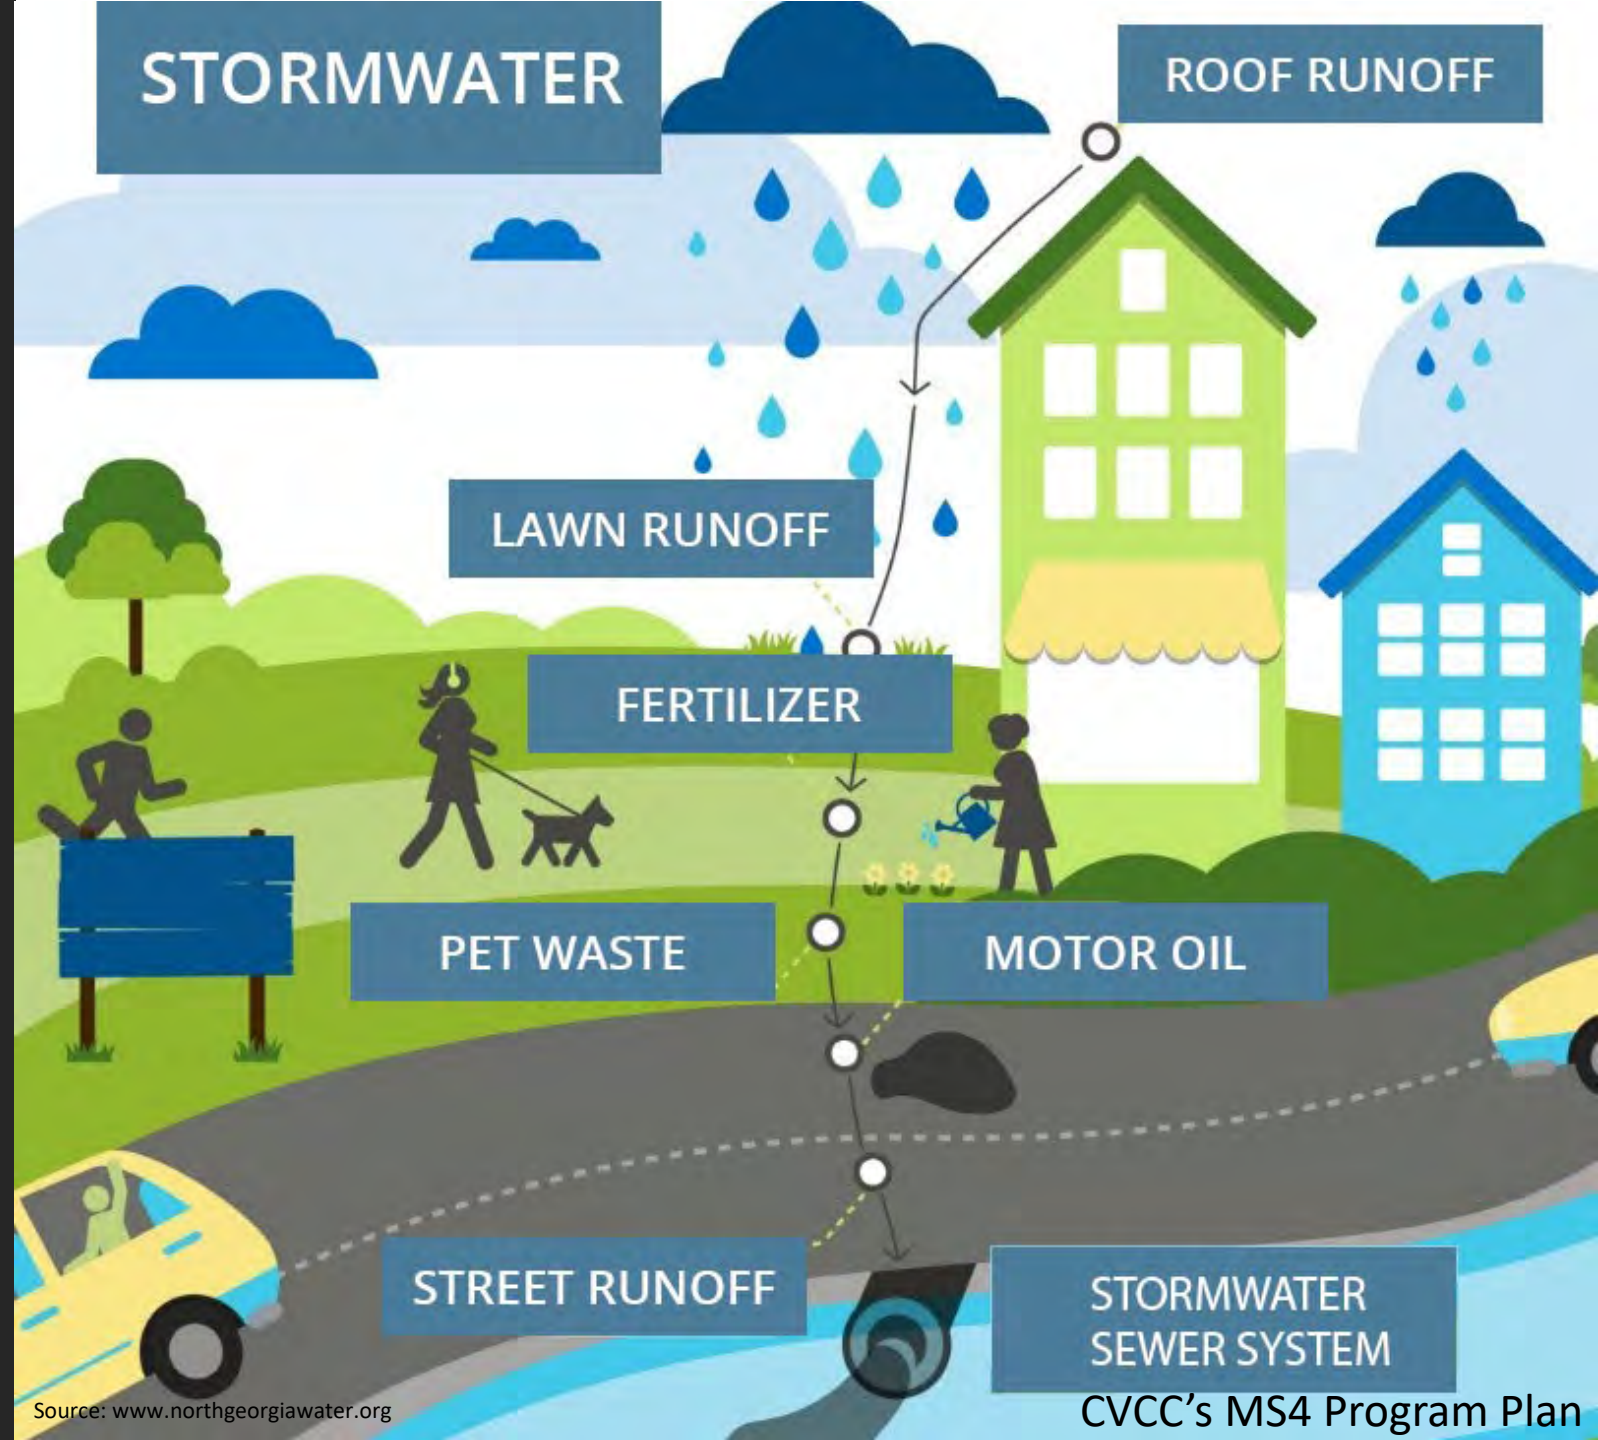 STORMWATER
ROOF RUNOFF
LAWN RUNOFF
FERTILIZER
PET WASTE
MOTOR OIL
STREET RUNOFF
STORMWATER
SEWER SYSTEM
Source: www.northgeorgiawater.org
CVCC’s MS4 Program Plan